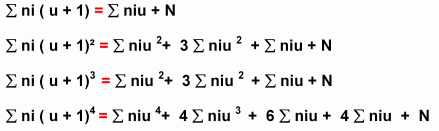 ∑ ni ( u + 1) = ∑ niu + N
∑ ni ( u + 1)² = ∑ niu ²+ 3 ∑ niu ² + ∑ niu + N
∑ ni ( u + 1)³ = ∑ niu ²+ 3 ∑ niu ² + ∑ niu + N
∑ ni ( u + 1)⁴ = ∑ niu ⁴+ 4 ∑ niu ³ + 6 ∑ niu + 4 ∑ niu + N